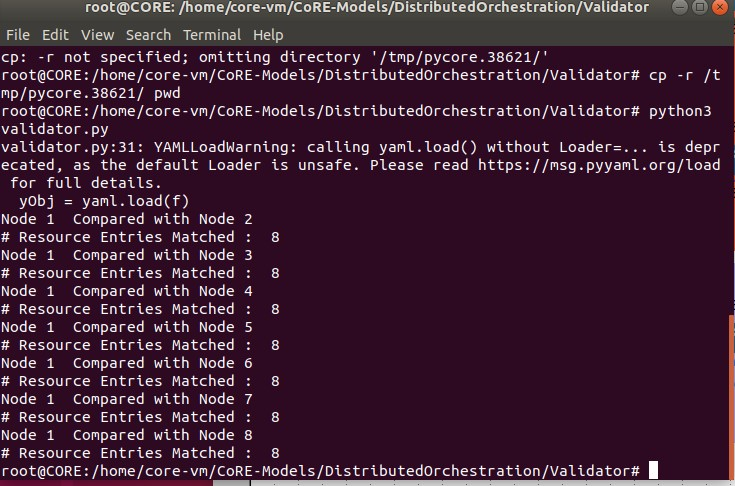 root@CORE: /home/core-vm/CoRE-Models/DistributedOrchestration/Validator
File Edit View Search Terminal Help
cp: -r not specified; omitting directory '/tmp/pycore.38621/'
root@CORE:/home/core-vm/CoRE-Models/DistributedOrchestration/Validator# cp -r /t
mp/pycore.38621/ pwd
root@CORE:/home/core-vm/CoRE-Models/DistributedOrchestration/Validator# python3
validator.py
validator.py:31: YAMLLoadWarning: calling yaml.load() without Loader=... is depr
ecated, as the default Loader is unsafe. Please read https://msg.pyyaml.org/load
 for full details.
  yObj = yaml.load(f)
Node 1  Compared with Node 2
# Resource Entries Matched :  8
Node 1  Compared with Node 3
# Resource Entries Matched :  8
Node 1  Compared with Node 4
# Resource Entries Matched :  8
Node 1  Compared with Node 5
# Resource Entries Matched :  8
Node 1  Compared with Node 6
# Resource Entries Matched :  8
Node 1  Compared with Node 7
# Resource Entries Matched :  8
Node 1  Compared with Node 8
# Resource Entries Matched :  8
root@CORE:/home/core-vm/CoRE-Models/DistributedOrchestration/Validator#